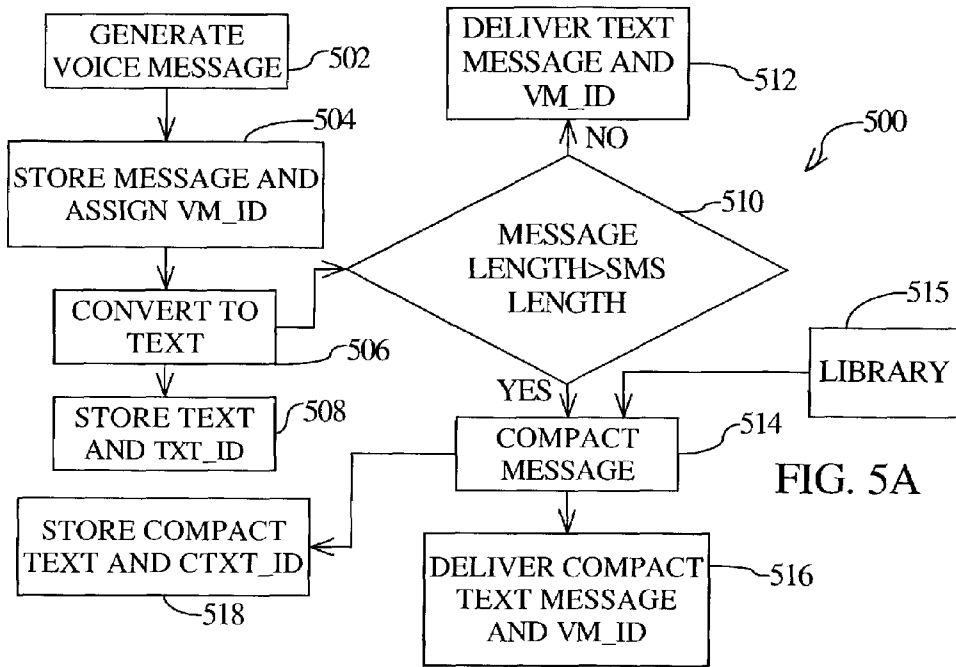 GENERATE
VOICE MESSAGE
502
504
STORE MESSAGE AND
ASSIGN VM_ID
CONVERT TO
TEXT
506
STORE TEXT
AND TXT_ID
508
DELIVER TEXT
MESSAGE AND
VM_ID
512
NO
500
510
MESSAGE
LENGTH>SMS
LENGTH
YES
515
LIBRARY
COMPACT
MESSAGE
514
FIG. 5A
STORE COMPACT
TEXT AND CTXT_ID
518
DELIVER COMPACT
TEXT MESSAGE
AND VM_ID
516